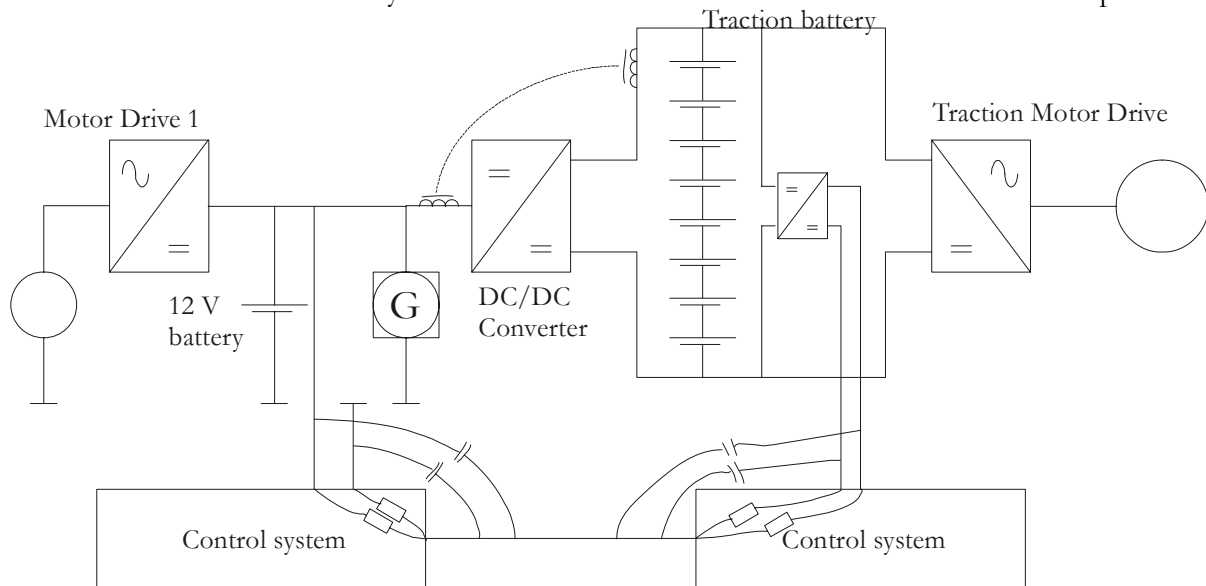 Traction battery
Motor Drive 1
Traction Motor Drive
12 V
battery
G
DC/DC
Converter
Control system
Control system